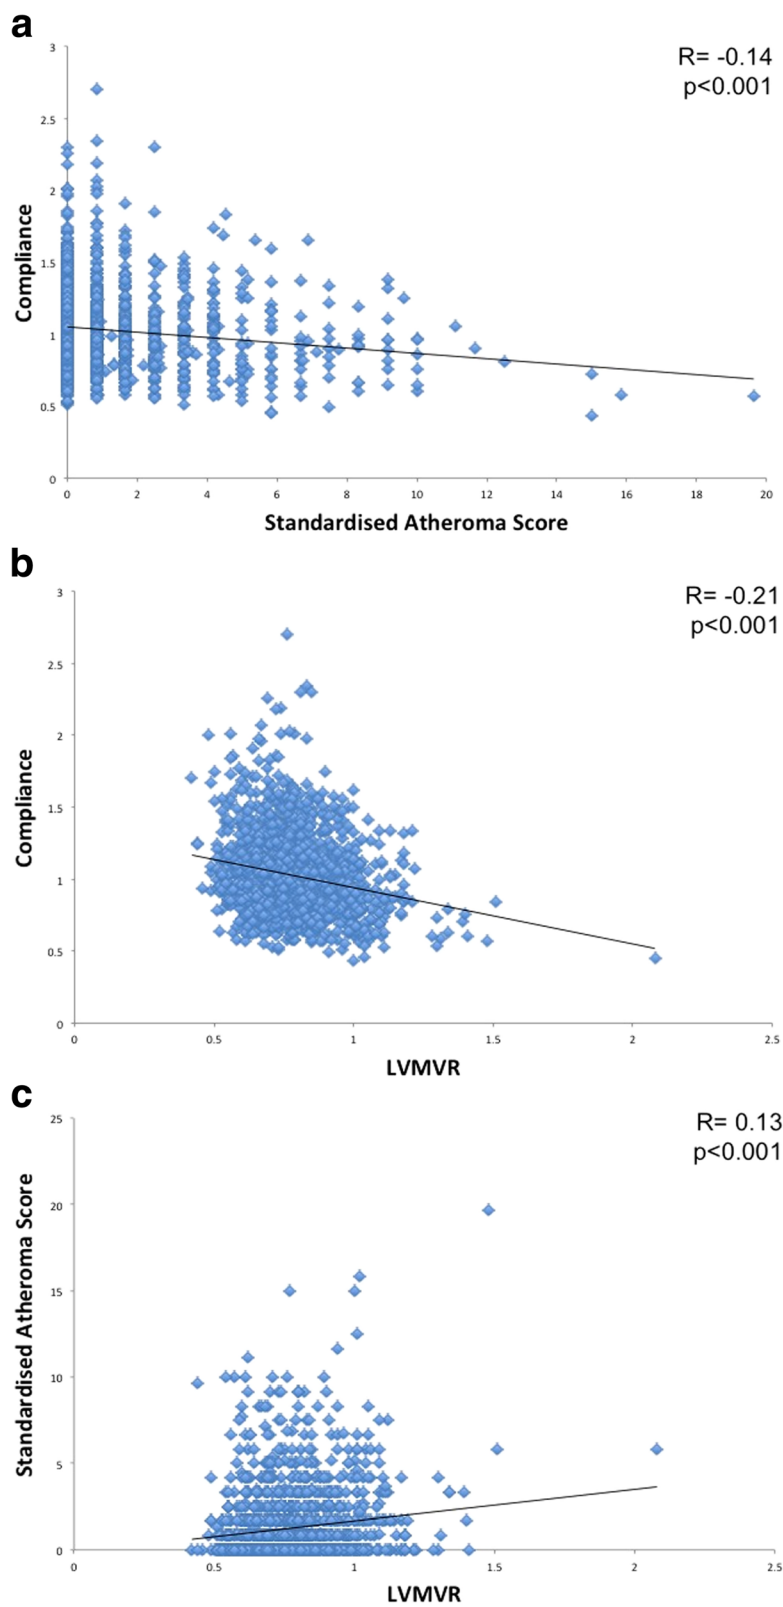 a
R= -0.14
p<0.001
3
2.5
2
1.5
1
0.5
0
Compliance
0 2 4 6 8 10 12 14 16 18 20
Standardised Atheroma Score
b
R= -0.21
p<0.001
3
2.5
2
1.5
1
0.5
0
Compliance
0 0.5 1 1.5 2 2.5
LVMVR
c
R= 0.13
p<0.001
25
20
15
10
5
0
Standardised Atheroma Score
0 0.5 1 1.5 2 2.5
LVMVR